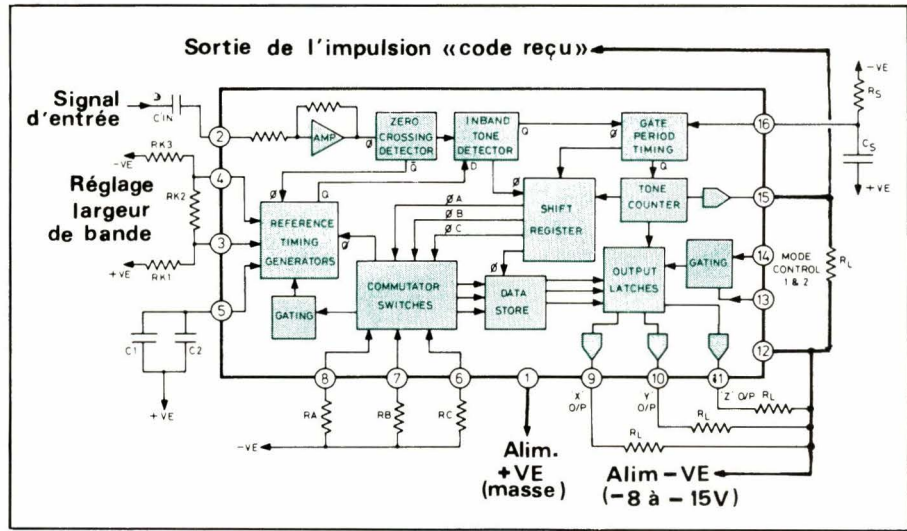 Sortie de l'impulsion «code reçu»
Signal
d'entrée
C IN
2
AMP
Ø
ZERO
CROSSING
DETECTOR
Q̄
INBAND
TONE
DETECTOR
Q
D
Ø
GATE
PERIOD
TIMING
Q
16
-VE
RS
CS
+VE
RK3
-VE
4
Réglage
largeur
de bande
RK2
3
+VE
RK1
Ø
Q
REFERENCE
TIMING
GENERATORS
Ø
Ø A
Ø B
Ø C
Ø
SHIFT
REGISTER
TONE
COUNTER
15
5
C1
C2
+VE
GATING
COMMUTATOR
SWITCHES
Ø
DATA
STORE
OUTPUT
LATCHES
GATING
14
MODE
CONTROL
1 & 2
13
RL
12
8
7
6
1
9
10
11
RA
RB
RC
-VE
'X'
O/P
'Y'
O/P
'Z' O/P
RL
RL
RL
Alim.
+VE
(masse)
Alim -VE
(-8 à -15V)